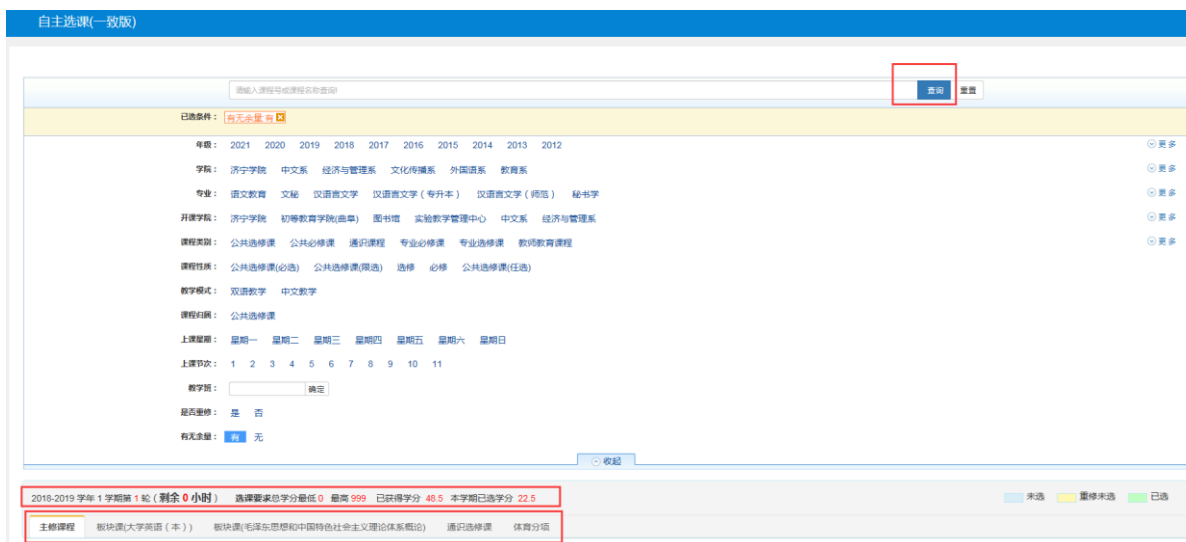 自主选课(一致版)
请输入课程号或课程名称查询! 查询 重置
已选条件： 有无余量:有
年级： 2021 2020 2019 2018 2017 2016 2015 2014 2013 2012 更多
学院： 济宁学院 中文系 经济与管理系 文化传播系 外国语系 教育系 更多
专业： 语文教育 文秘 汉语言文学 汉语言文学（专升本） 汉语言文学（师范） 秘书学 更多
开课学院： 济宁学院 初等教育学院(曲阜) 图书馆 实验教学管理中心 中文系 经济与管理系 更多
课程类别： 公共选修课 公共必修课 通识课程 专业必修课 专业选修课 教师教育课程 更多
课程性质： 公共选修课(必选) 公共选修课(限选) 选修 必修 公共选修课(任选)
教学模式： 双语教学 中文教学
课程归属： 公共选修课
上课星期： 星期一 星期二 星期三 星期四 星期五 星期六 星期日
上课节次： 1 2 3 4 5 6 7 8 9 10 11
教学班： 确定
是否重修： 是 否
有无余量： 有 无
收起
2018-2019 学年 1 学期第 1 轮（剩余 0 小时） 选课要求总学分最低 0 最高 999 已获得学分 48.5 本学期已选学分 22.5 未选 重修未选 已选
主修课程 板块课(大学英语（本）) 板块课(毛泽东思想和中国特色社会主义理论体系概论) 通识选修课 体育分项